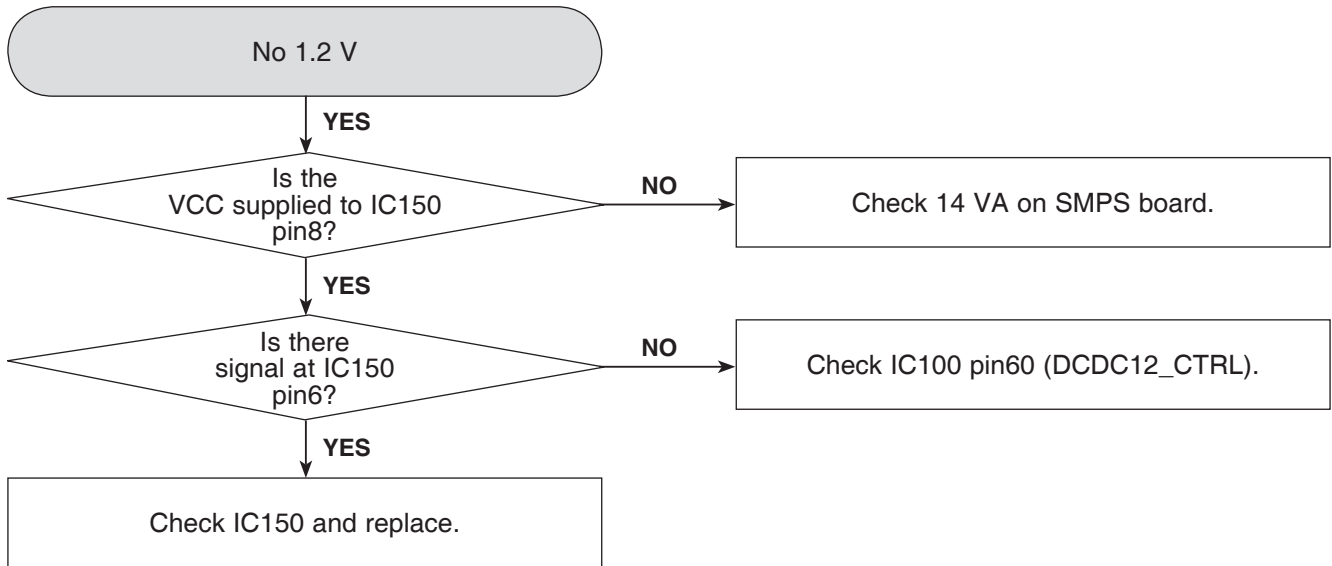 No 1.2 V
YES
Is the
VCC supplied to IC150
pin8?
NO
Check 14 VA on SMPS board.
YES
Is there
signal at IC150
pin6?
NO
Check IC100 pin60 (DCDC12_CTRL).
YES
Check IC150 and replace.